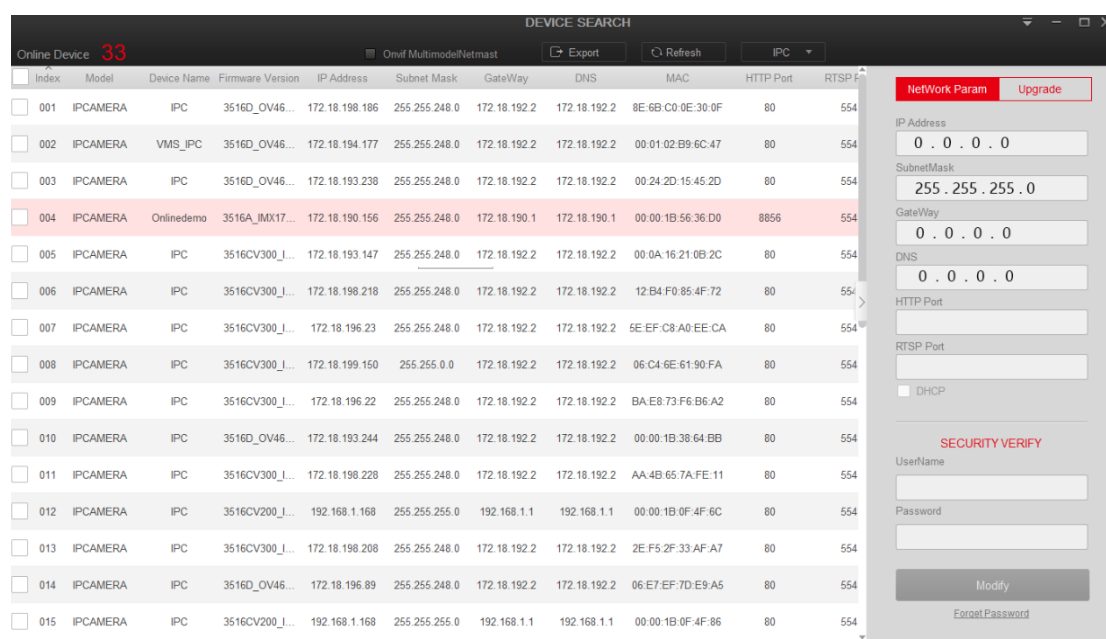 DEVICE SEARCH
Online Device 33 Onvif MultimodelNetmast Export Refresh IPC
Index Model Device Name Firmware Version IP Address Subnet Mask GateWay DNS MAC HTTP Port RTSP
001 IPCAMERA IPC 3516D_OV46... 172.18.198.186 255.255.248.0 172.18.192.2 172.18.192.2 8E:6B:C0:0E:30:0F 80 554
002 IPCAMERA VMS_IPC 3516D_OV46... 172.18.194.177 255.255.248.0 172.18.192.2 172.18.192.2 00:01:02:B9:6C:47 80 554
003 IPCAMERA IPC 3516D_OV46... 172.18.193.238 255.255.248.0 172.18.192.2 172.18.192.2 00:24:2D:15:45:2D 80 554
004 IPCAMERA Onlinedemo 3516A_IMX17... 172.18.190.156 255.255.248.0 172.18.190.1 172.18.190.1 00:00:1B:56:36:D0 8856 554
005 IPCAMERA IPC 3516CV300_I... 172.18.193.147 255.255.248.0 172.18.192.2 172.18.192.2 00:0A:16:21:0B:2C 80 554
006 IPCAMERA IPC 3516CV300_I... 172.18.198.218 255.255.248.0 172.18.192.2 172.18.192.2 12:B4:F0:85:4F:72 80 554
007 IPCAMERA IPC 3516CV300_I... 172.18.196.23 255.255.248.0 172.18.192.2 172.18.192.2 5E:EF:C8:A0:EE:CA 80 554
008 IPCAMERA IPC 3516CV300_I... 172.18.199.150 255.255.0.0 172.18.192.2 172.18.192.2 06:C4:6E:61:90:FA 80 554
009 IPCAMERA IPC 3516CV300_I... 172.18.196.22 255.255.248.0 172.18.192.2 172.18.192.2 BA:E8:73:F6:B6:A2 80 554
010 IPCAMERA IPC 3516D_OV46... 172.18.193.244 255.255.248.0 172.18.192.2 172.18.192.2 00:00:1B:38:64:BB 80 554
011 IPCAMERA IPC 3516CV300_I... 172.18.198.228 255.255.248.0 172.18.192.2 172.18.192.2 AA:4B:65:7A:FE:11 80 554
012 IPCAMERA IPC 3516CV200_I... 192.168.1.168 255.255.255.0 192.168.1.1 192.168.1.1 00:00:1B:0F:4F:6C 80 554
013 IPCAMERA IPC 3516CV300_I... 172.18.198.208 255.255.248.0 172.18.192.2 172.18.192.2 2E:F5:2F:33:AF:A7 80 554
014 IPCAMERA IPC 3516D_OV46... 172.18.196.89 255.255.248.0 172.18.192.2 172.18.192.2 06:E7:EF:7D:E9:A5 80 554
015 IPCAMERA IPC 3516CV200_I... 192.168.1.168 255.255.255.0 192.168.1.1 192.168.1.1 00:00:1B:0F:4F:86 80 554
NetWork Param Upgrade
IP Address
0 . 0 . 0 . 0
SubnetMask
255 . 255 . 255 . 0
GateWay
0 . 0 . 0 . 0
DNS
0 . 0 . 0 . 0
HTTP Port
RTSP Port
DHCP
SECURITY VERIFY
UserName
Password
Modify
Forget Password